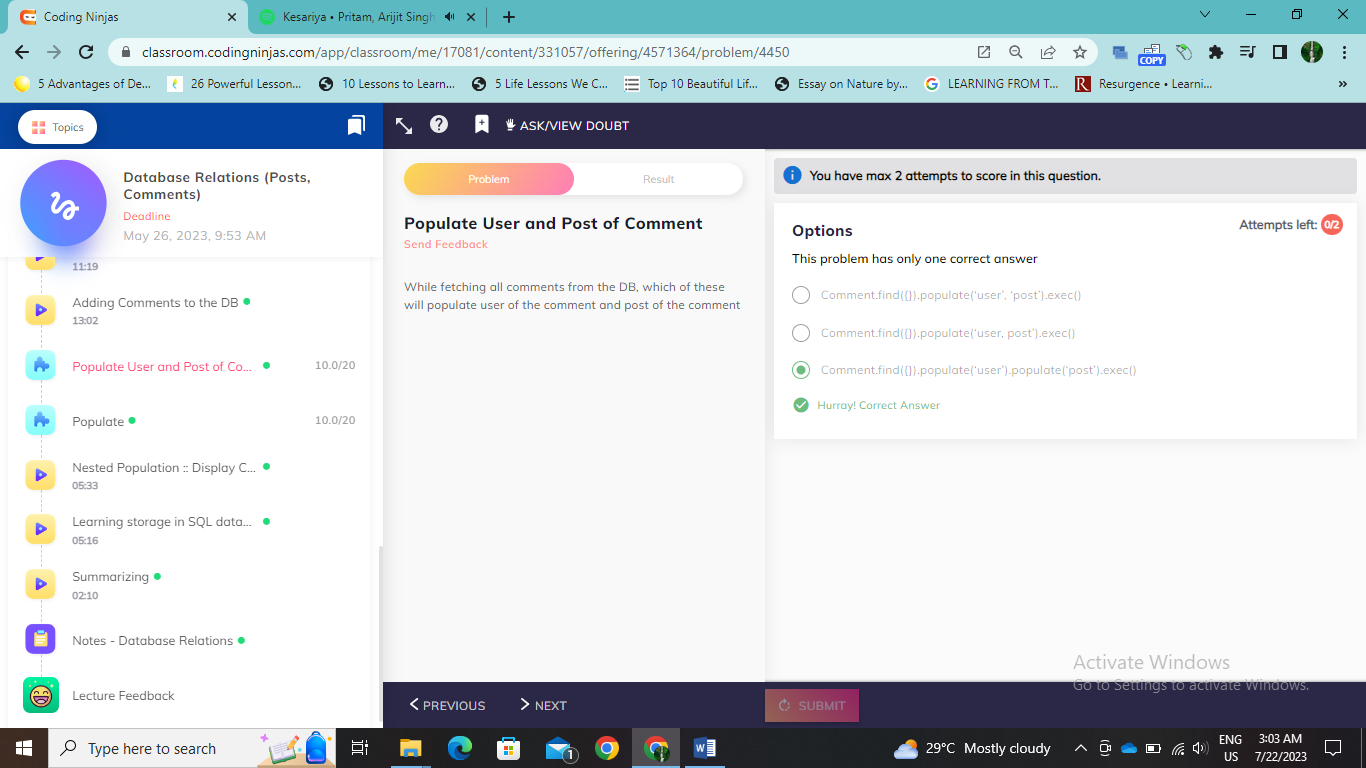 Coding Ninjas
Kesariya • Pritam, Arijit Singh
classroom.codingninjas.com/app/classroom/me/17081/content/331057/offering/4571364/problem/4450
COPY
5 Advantages of De...
26 Powerful Lesson...
10 Lessons to Learn...
5 Life Lessons We C...
Top 10 Beautiful Lif...
Essay on Nature by...
LEARNING FROM T...
R
Resurgence • Learni...
»
Topics
ASK/VIEW DOUBT
Database Relations (Posts,
Comments)
Deadline
May 26, 2023, 9:53 AM
11:19
Adding Comments to the DB
13:02
Populate User and Post of Co...
10.0/20
Populate
10.0/20
Nested Population :: Display C...
05:33
Learning storage in SQL data...
05:16
Summarizing
02:10
Notes - Database Relations
Lecture Feedback
Problem
Result
Populate User and Post of Comment
Send Feedback
While fetching all comments from the DB, which of these
will populate user of the comment and post of the comment
You have max 2 attempts to score in this question.
Options
Attempts left: 0/2
This problem has only one correct answer
Comment.find({}).populate(‘user’, ‘post’).exec()
Comment.find({}).populate(‘user, post’).exec()
Comment.find({}).populate(‘user’).populate(‘post’).exec()
Hurray! Correct Answer
Activate Windows
Go to Settings to activate Windows.
PREVIOUS
NEXT
SUBMIT
Type here to search
1
29°C Mostly cloudy
ENG
US
3:03 AM
7/22/2023